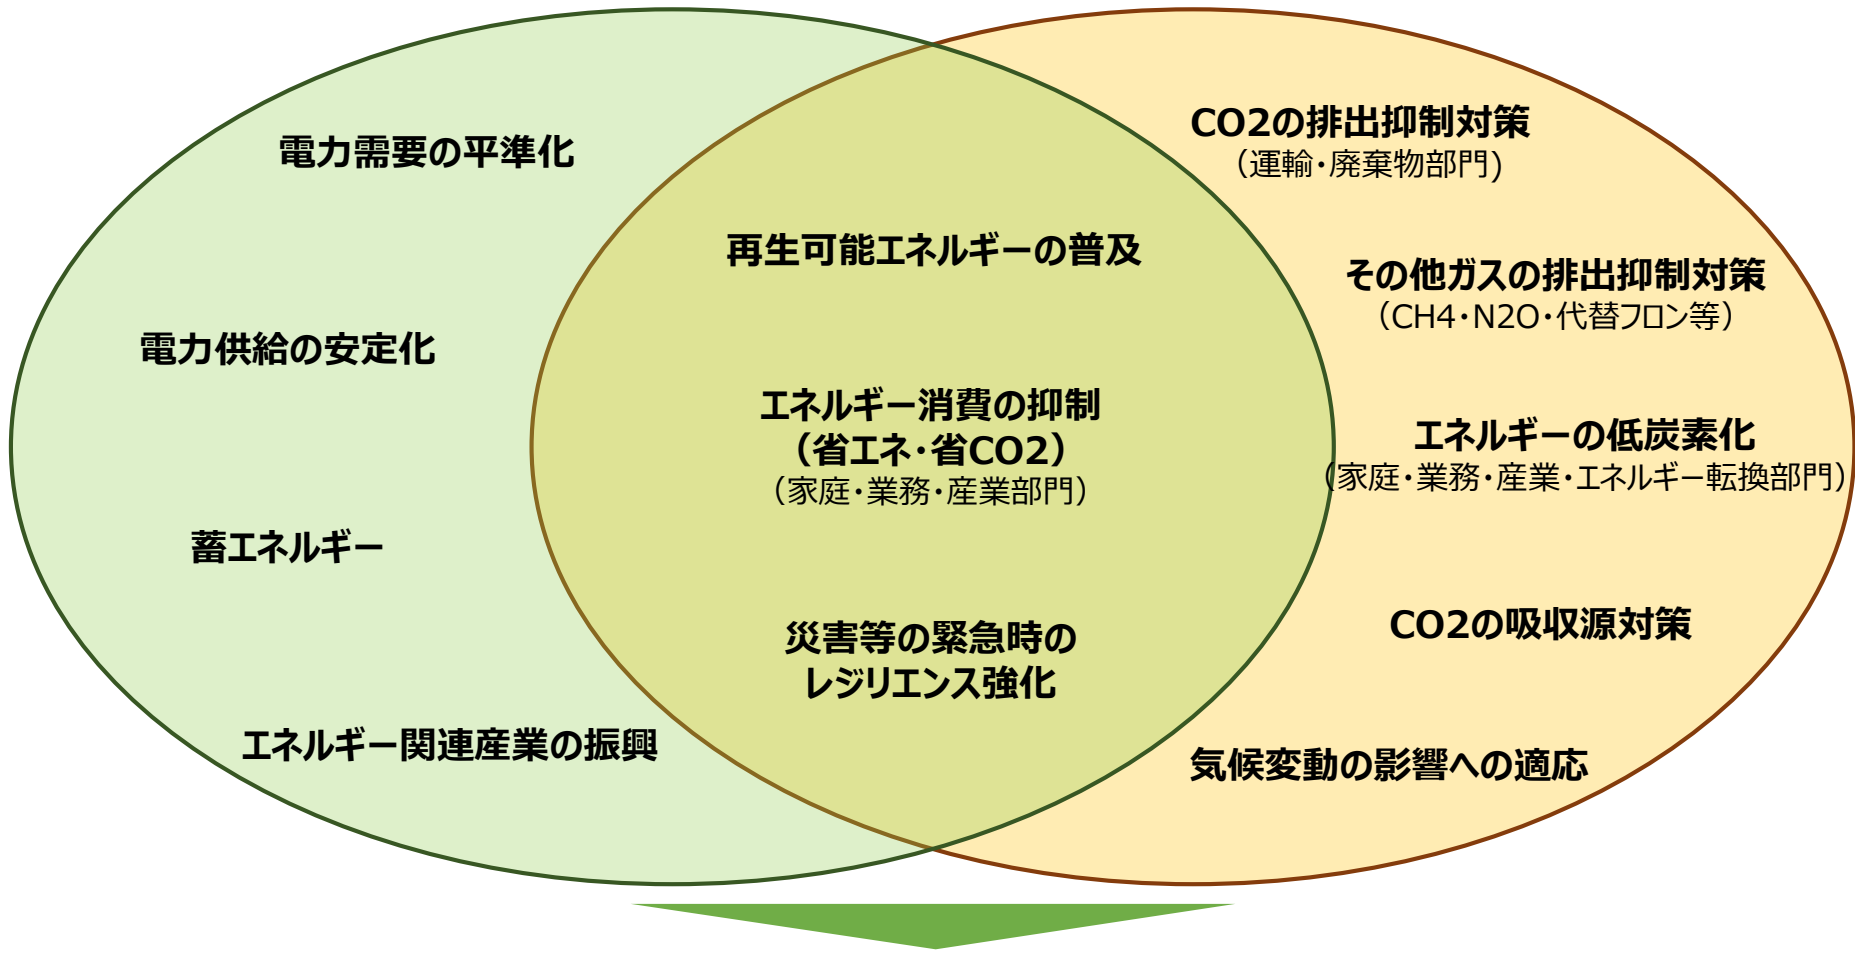 電力需要の平準化
電力供給の安定化
蓄エネルギー
エネルギー関連産業の振興
再生可能エネルギーの普及
エネルギー消費の抑制
（省エネ・省CO2）
（家庭・業務・産業部門）
災害等の緊急時の
レジリエンス強化
CO2の排出抑制対策
（運輸・廃棄物部門)
その他ガスの排出抑制対策
（CH4・N2O・代替フロン等）
エネルギーの低炭素化
（家庭・業務・産業・エネルギー転換部門）
CO2の吸収源対策
気候変動の影響への適応